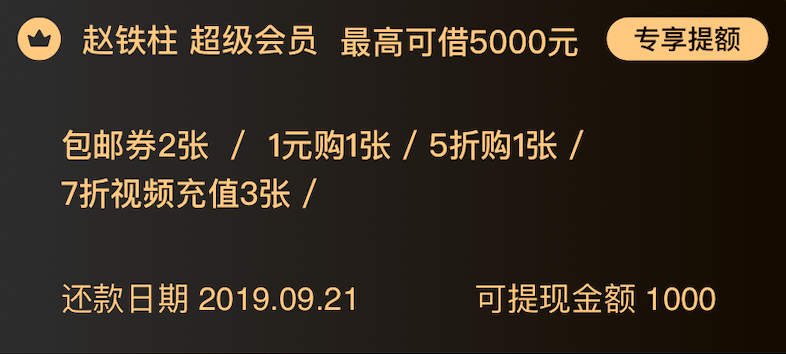 赵铁柱 超级会员 最高可借5000元 专享提额
包邮券2张 / 1元购1张 / 5折购1张 /
7折视频充值3张 /
还款日期 2019.09.21 可提现金额 1000